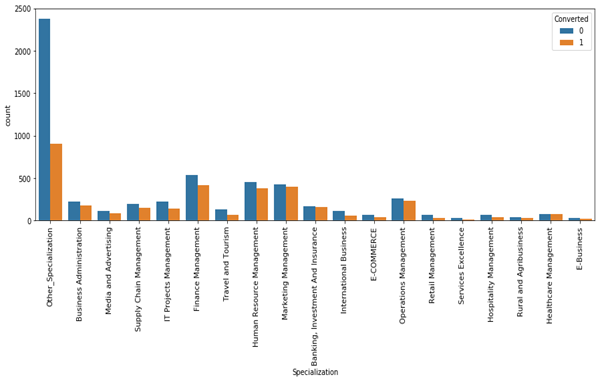 2500
2000
1500
1000
500
0
count
Converted
0
1
Other_Specialization
Business Administration
Media and Advertising
Supply Chain Management
IT Projects Management
Finance Management
Travel and Tourism
Human Resource Management
Marketing Management
Banking, Investment And Insurance
International Business
E-COMMERCE
Operations Management
Retail Management
Services Excellence
Hospitality Management
Rural and Agribusiness
Healthcare Management
E-Business
Specialization